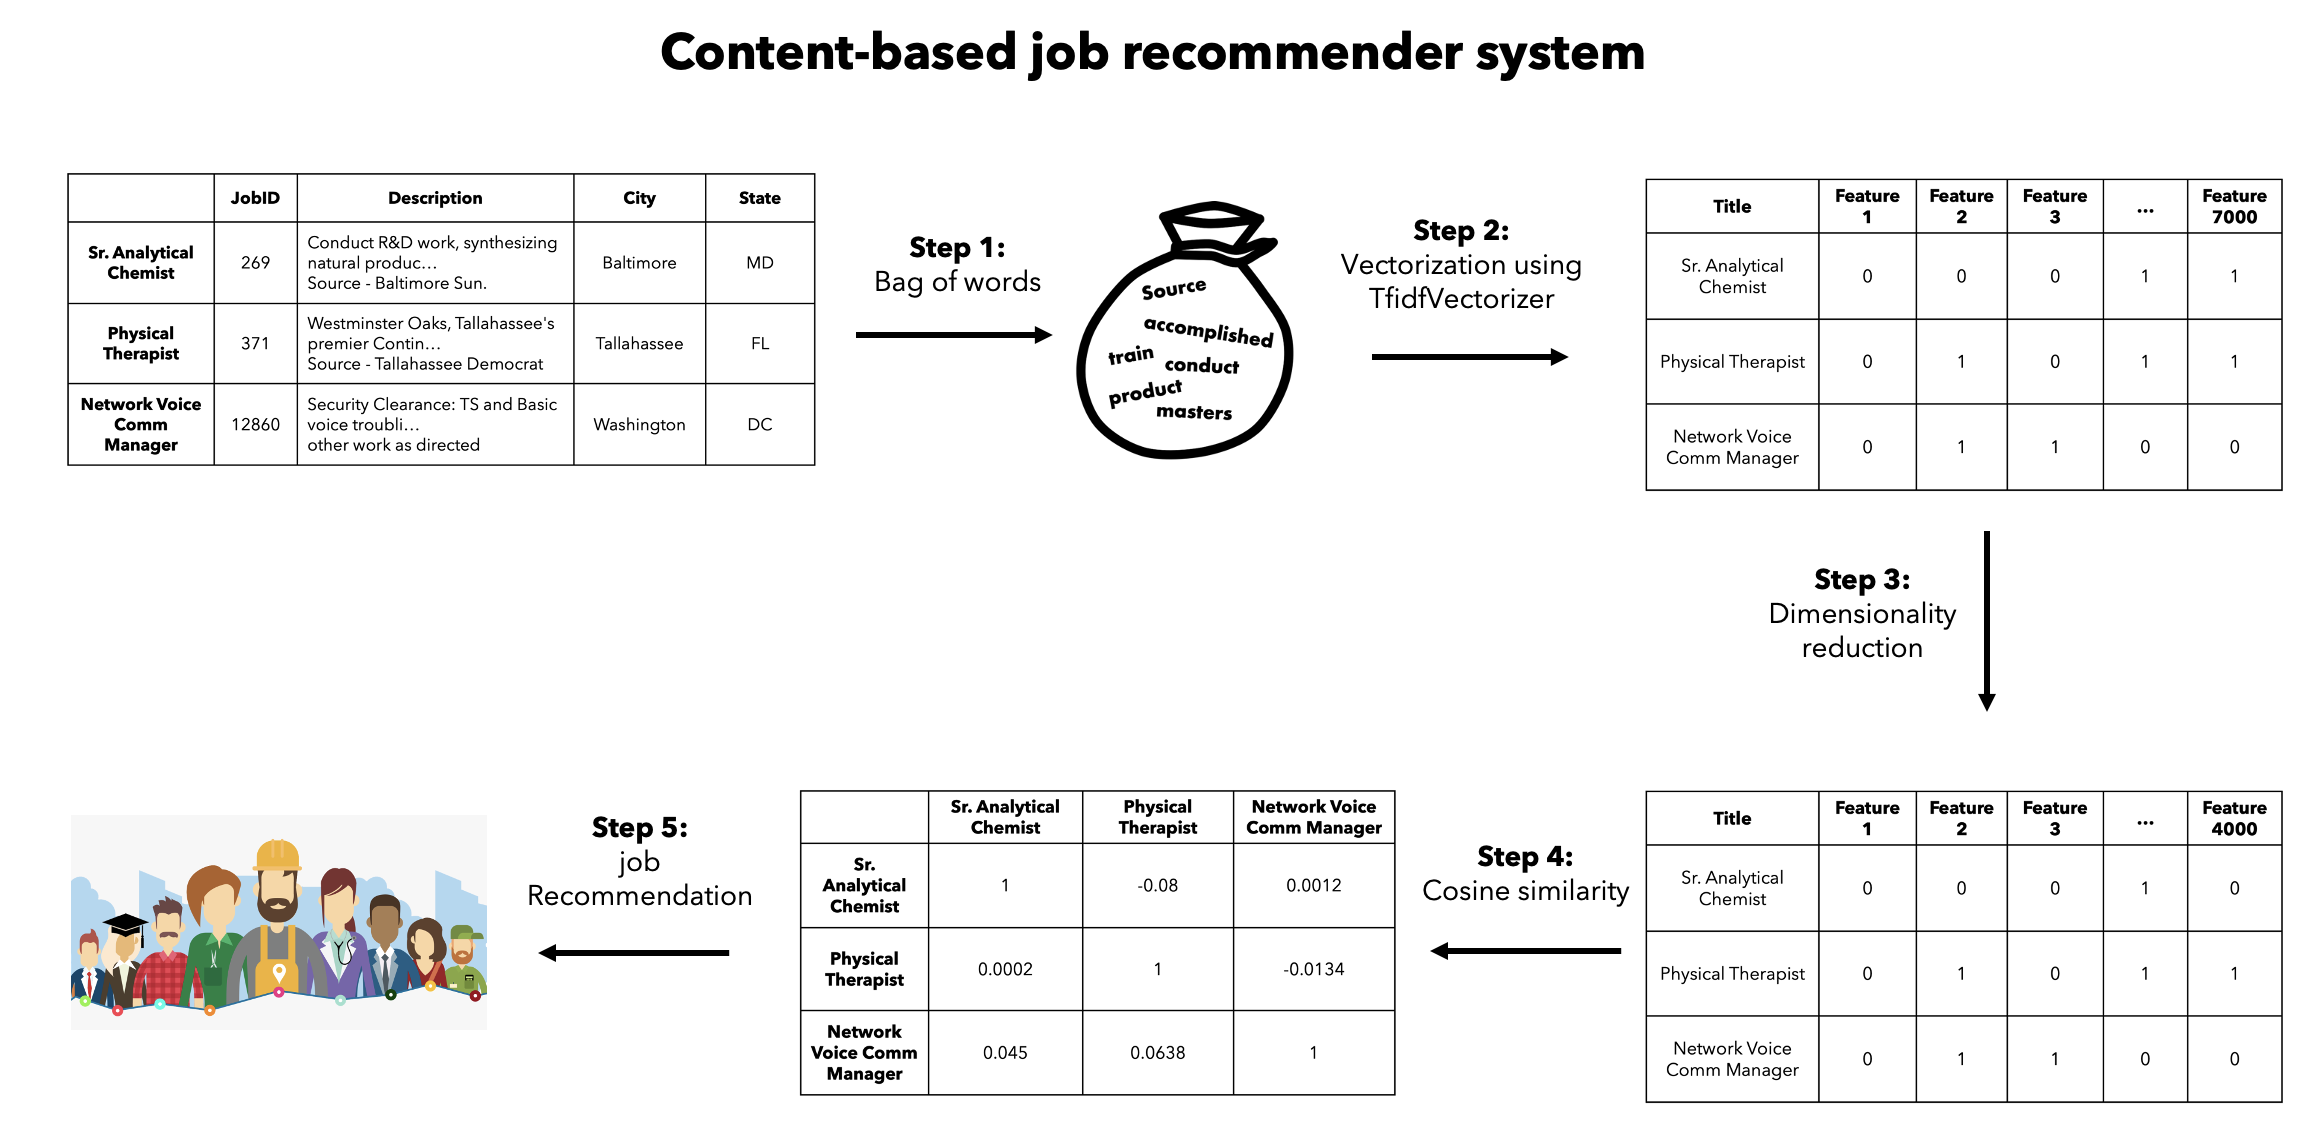 Content-based job recommender system
JobID Description City State
Sr. Analytical
Chemist
269
Conduct R&D work, synthesizing
natural produc...
Source - Baltimore Sun.
Baltimore
MD
Physical
Therapist
371
Westminster Oaks, Tallahassee's
premier Contin...
Source - Tallahassee Democrat
Tallahassee
FL
Network Voice
Comm
Manager
12860
Security Clearance: TS and Basic
voice troubli...
other work as directed
Washington
DC
Step 1:
Bag of words
Source
accomplished
train
conduct
product
masters
Step 2:
Vectorization using
TfidfVectorizer
Title
Feature
1
Feature
2
Feature
3
...
Feature
7000
Sr. Analytical
Chemist
0 0 0 1 1
Physical Therapist 0 1 0 1 1
Network Voice
Comm Manager
0 1 1 0 0
Step 3:
Dimensionality
reduction
Title
Feature
1
Feature
2
Feature
3
...
Feature
4000
Sr. Analytical
Chemist
0 0 0 1 0
Physical Therapist 0 1 0 1 1
Network Voice
Comm Manager
0 1 1 0 0
Step 4:
Cosine similarity
Sr. Analytical
Chemist
Physical
Therapist
Network Voice
Comm Manager
Sr.
Analytical
Chemist
1 -0.08 0.0012
Physical
Therapist
0.0002 1 -0.0134
Network
Voice Comm
Manager
0.045 0.0638 1
Step 5:
job
Recommendation